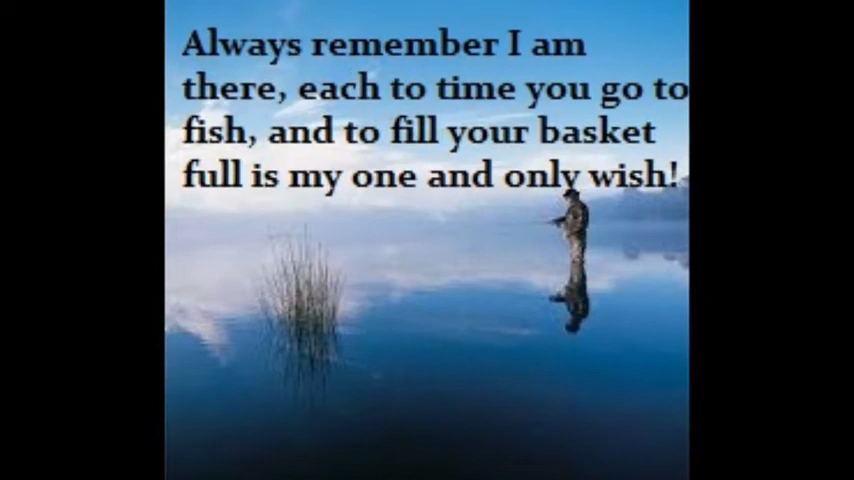 Always remember I am
there, each to time you go to
fish, and to fill your basket
full is my one and only wish!